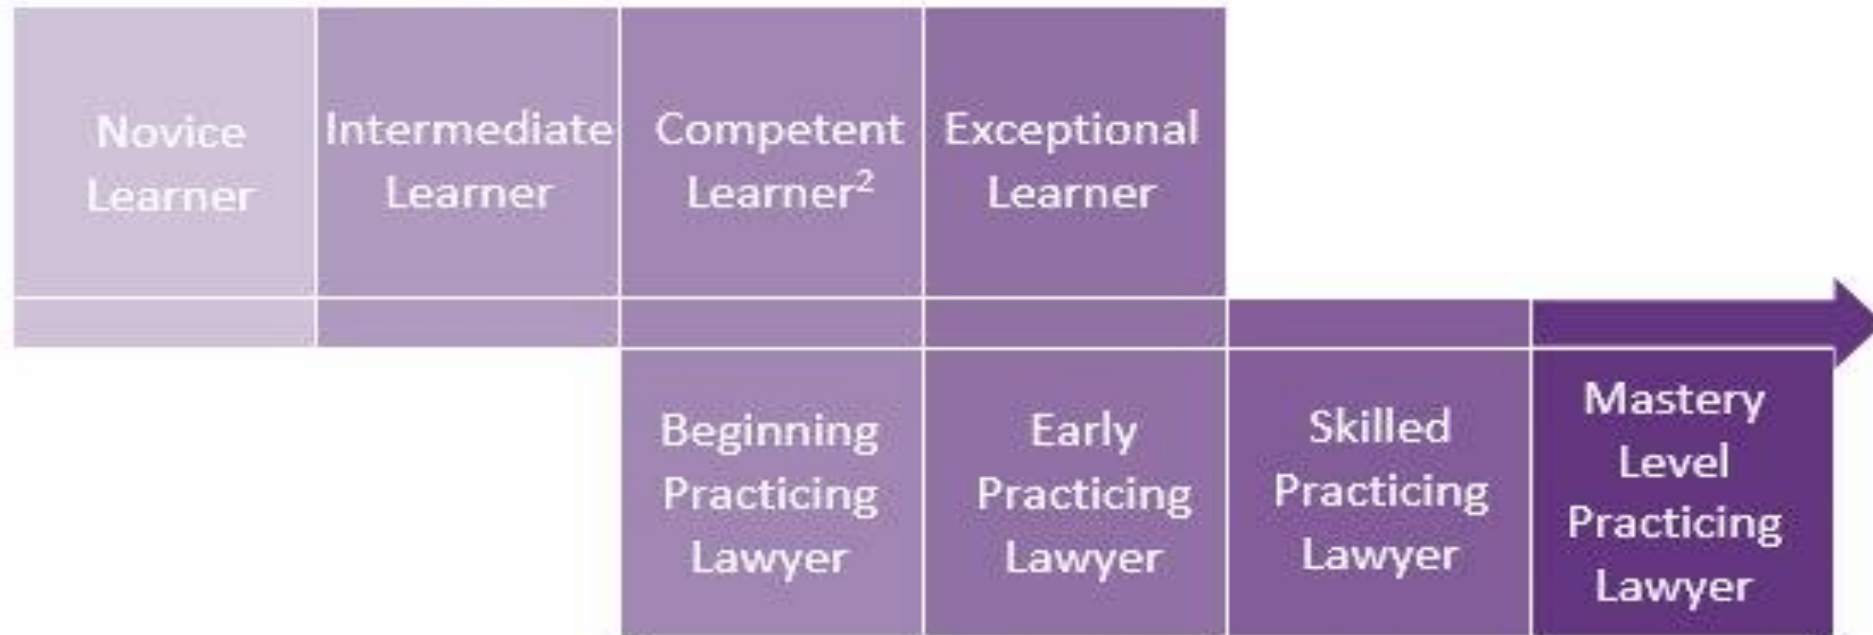 Novice
Learner
Intermediate
Learner
Competent
Learner²
Exceptional
Learner
Beginning
Practicing
Lawyer
Early
Practicing
Lawyer
Skilled
Practicing
Lawyer
Mastery
Level
Practicing
Lawyer